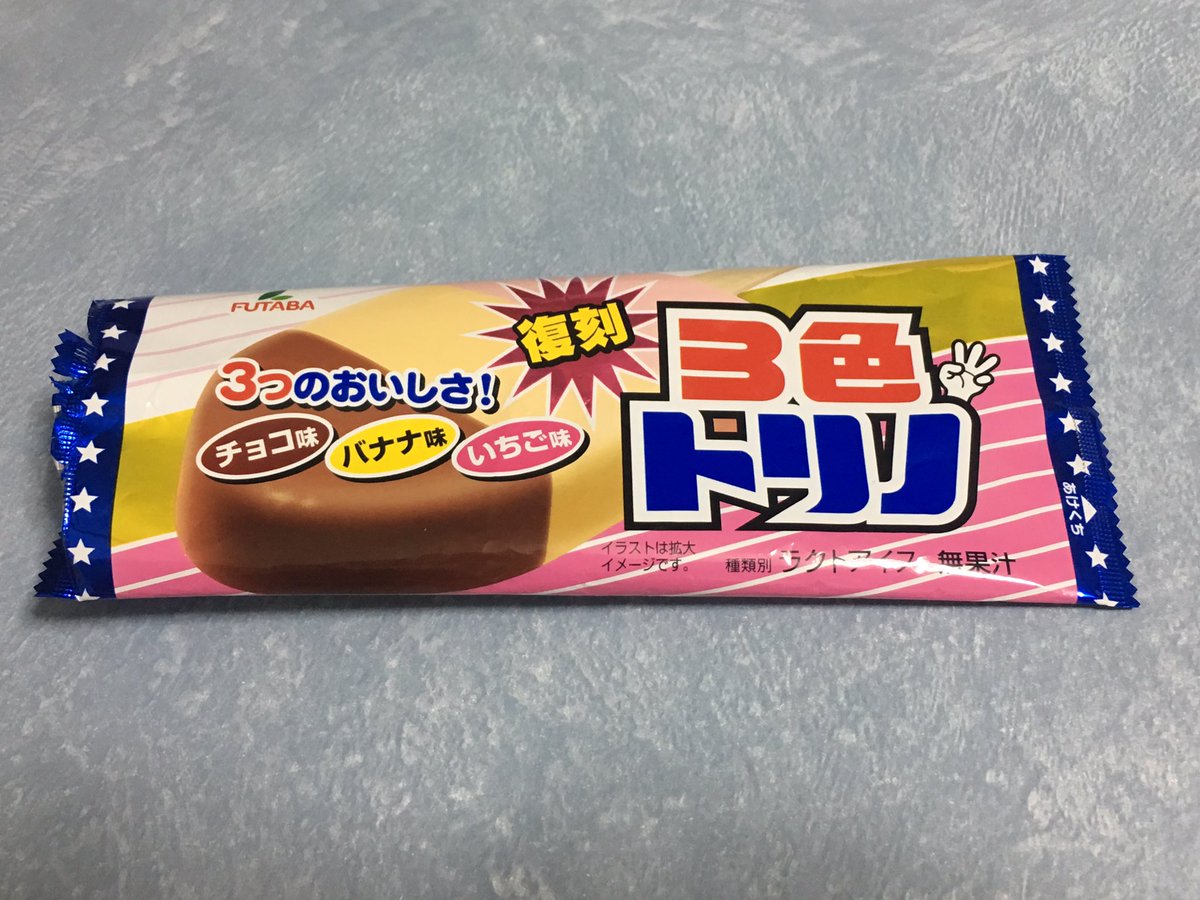 FUTABA
復刻
3色
トリノ
3つのおいしさ!
チョコ味
バナナ味
いちご味
イラストは拡大
イメージです。
種類別 ラクトアイス 無果汁
あけくち